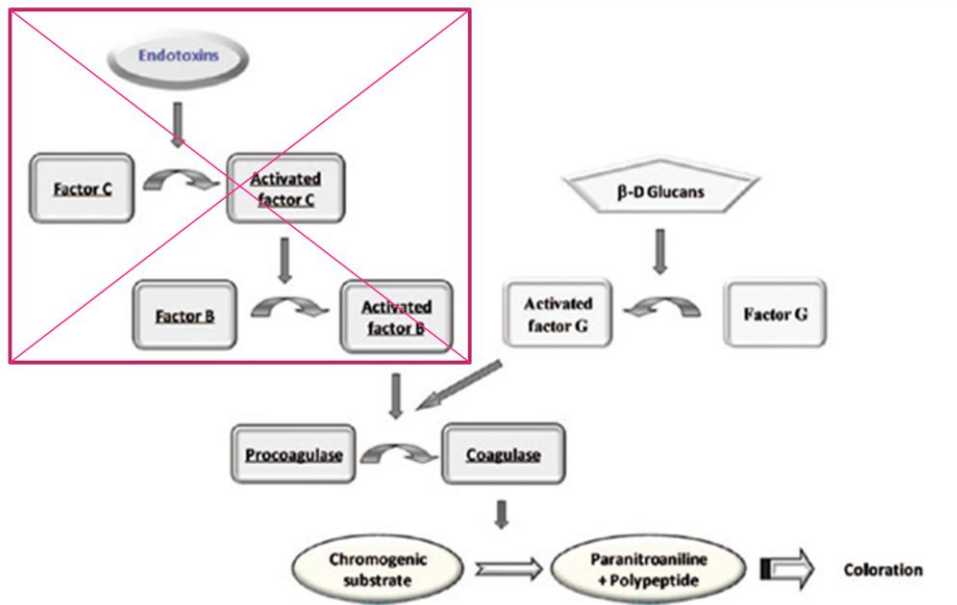 Endotoxins
Factor C
Activated
factor C
β-D Glucans
Factor B
Activated
factor B
Activated
factor G
Factor G
Procoagulase
Coagulase
Chromogenic
substrate
Paranitroaniline
+ Polypeptide
Coloration